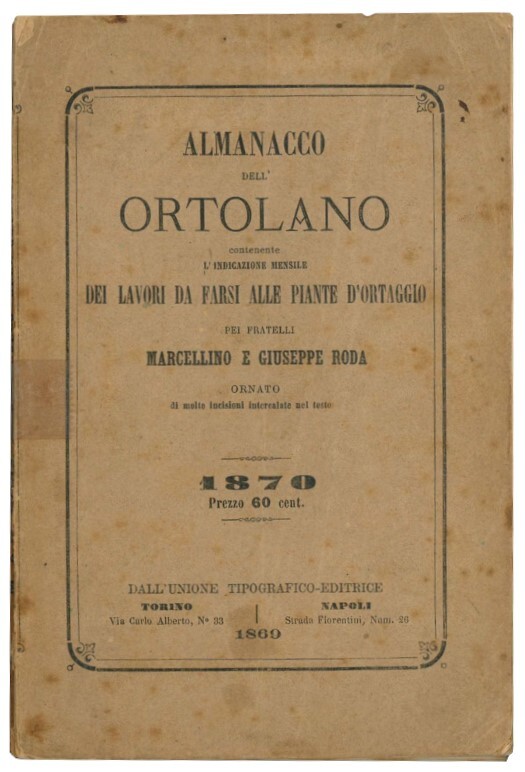 ALMANACCO
DELL'
ORTOLANO
contenente
L'INDICAZIONE MENSILE
DEI LAVORI DA FARSI ALLE PIANTE D'ORTAGGIO
PEI FRATELLI
MARCELLINO E GIUSEPPE RODA
ORNATO
di molte incisioni intercalate nel testo
1870
Prezzo 60 cent.
DALL'UNIONE TIPOGRAFICO-EDITRICE
TORINO
Via Carlo Alberto, Nº 33
NAPOLI
Strada Fiorentini, Num. 26
1869